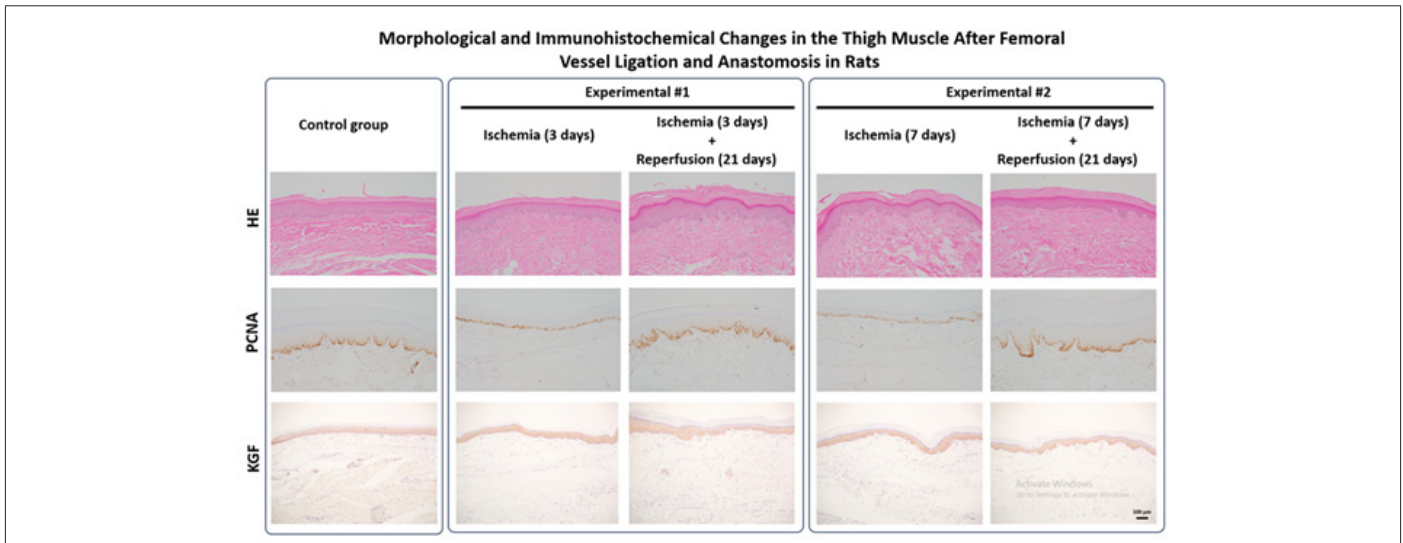 Morphological and Immunohistochemical Changes in the Thigh Muscle After Femoral
Vessel Ligation and Anastomosis in Rats
Control group
Experimental #1
Ischemia (3 days)
Ischemia (3 days)
+
Reperfusion (21 days)
Experimental #2
Ischemia (7 days)
Ischemia (7 days)
+
Reperfusion (21 days)
HE
PCNA
KGF
Activate Windows
Go to Settings to activate Windows.
100 µm